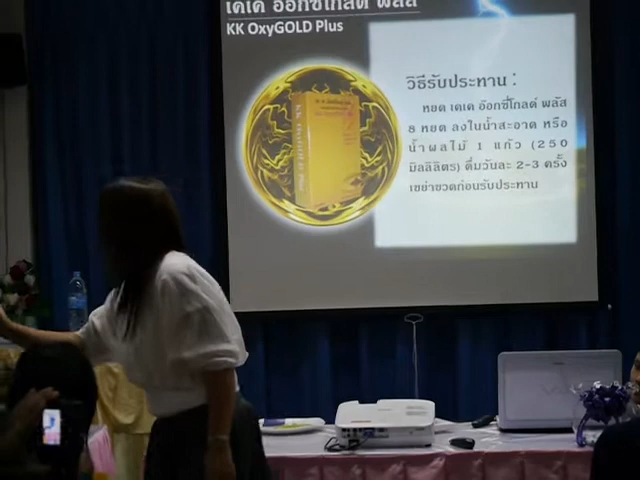 เคเค อ๊อกซี่โกลด์ พลัส
KK OxyGOLD Plus
วิธีรับประทาน :
หยด เคเค อ๊อกซี่โกลด์ พลัส
8 หยด ลงในน้ำสะอาด หรือ
น้ำผลไม้ 1 แก้ว (250
มิลลิลิตร) ดื่มวันละ 2-3 ครั้ง
เขย่าขวดก่อนรับประทาน
KK OxyGOLD Plus